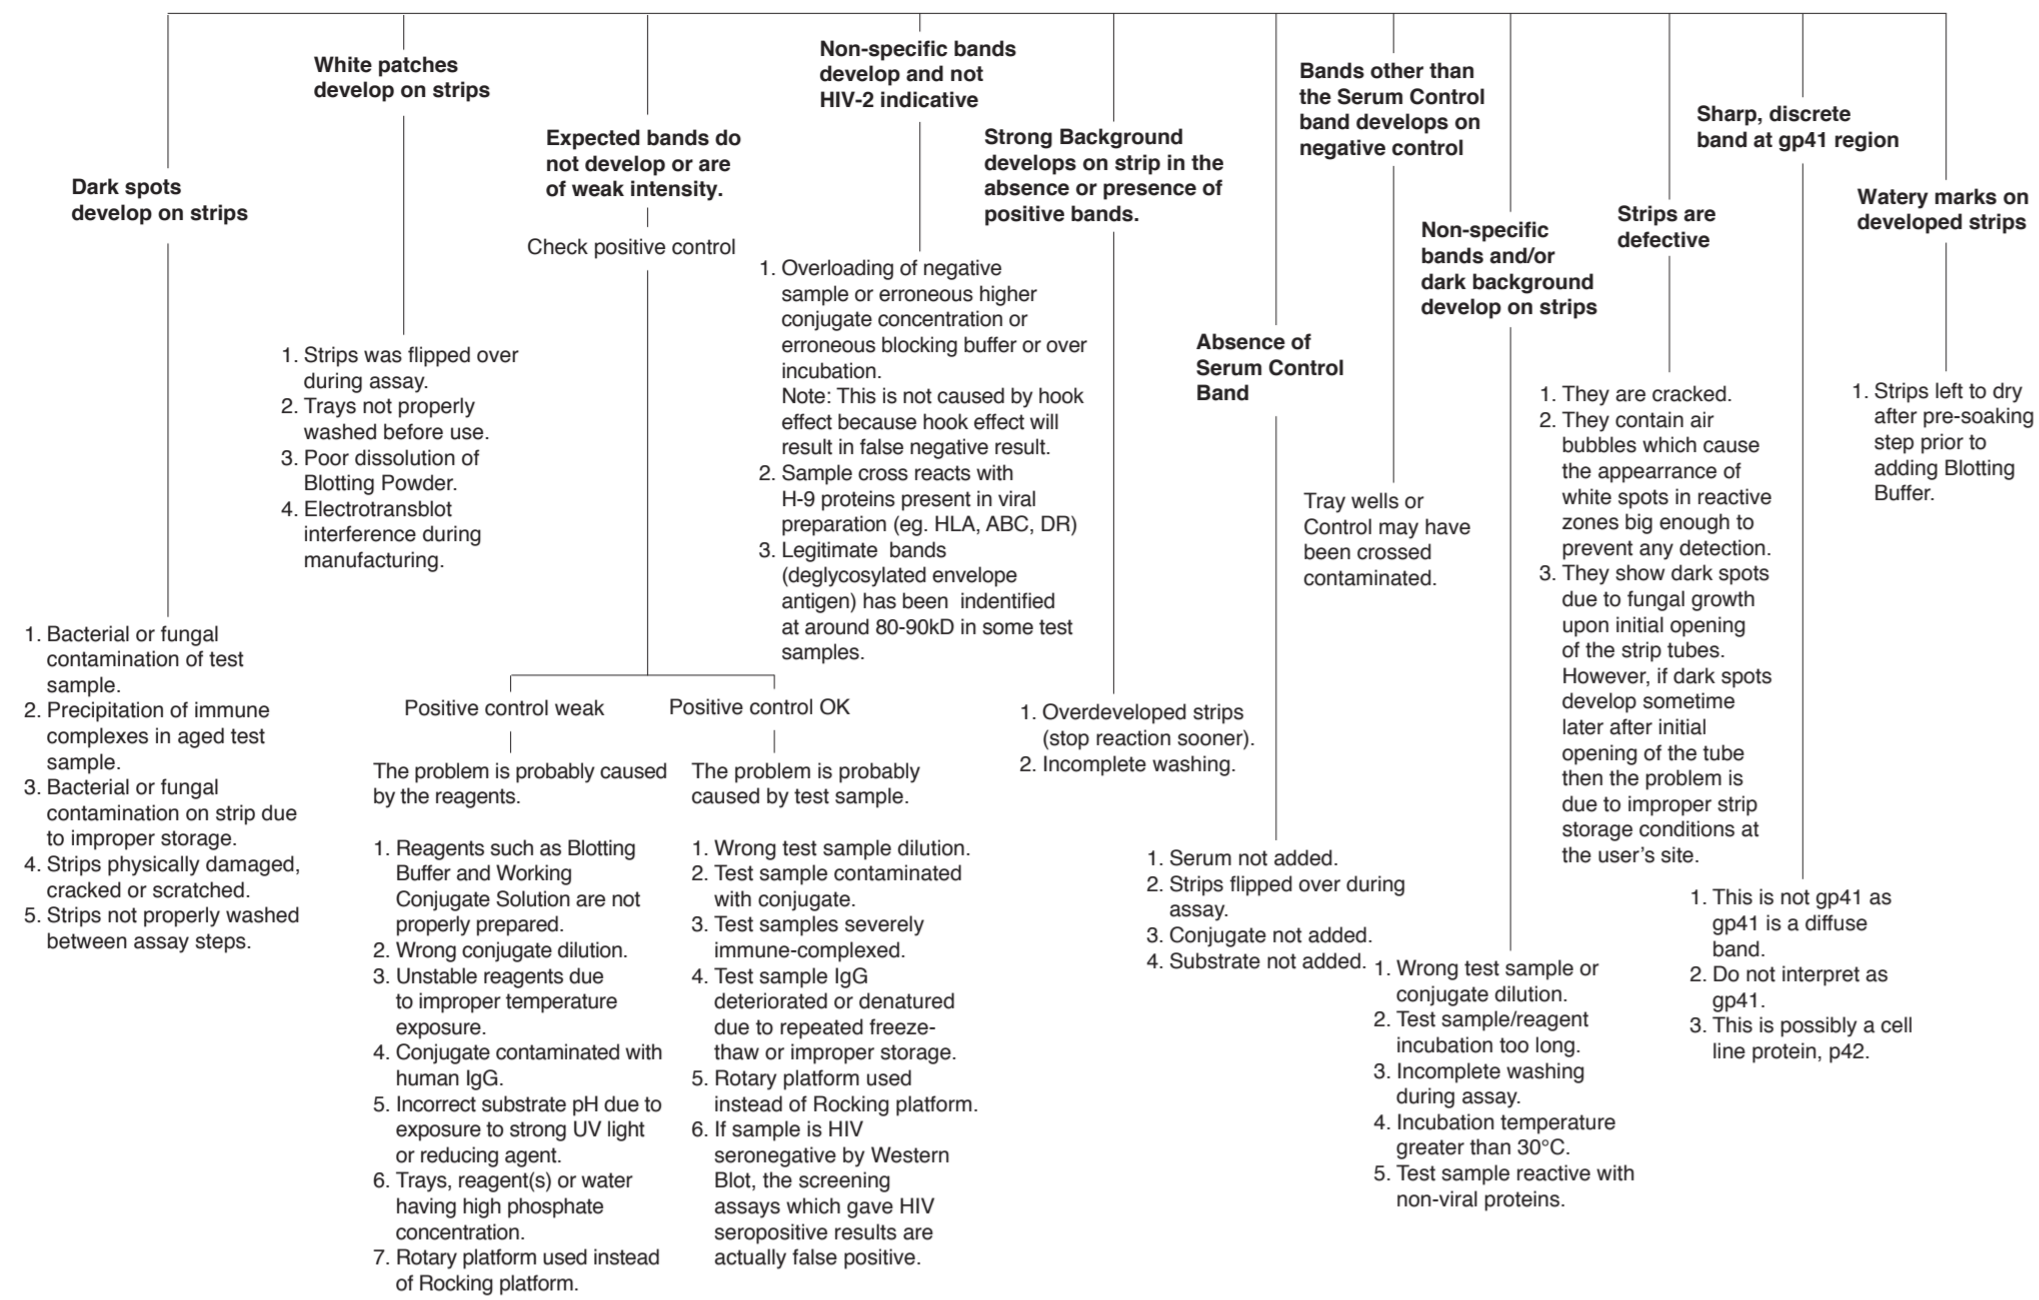 Dark spots
develop on strips
1. Bacterial or fungal
contamination of test
sample.
2. Precipitation of immune
complexes in aged test
sample.
3. Bacterial or fungal
contamination on strip due
to improper storage.
4. Strips physically damaged,
cracked or scratched.
5. Strips not properly washed
between assay steps.
White patches
develop on strips
1. Strips was flipped over
during assay.
2. Trays not properly
washed before use.
3. Poor dissolution of
Blotting Powder.
4. Electrotransblot
interference during
manufacturing.
Expected bands do
not develop or are
of weak intensity.
Check positive control
Positive control weak
The problem is probably caused
by the reagents.
1. Reagents such as Blotting
Buffer and Working
Conjugate Solution are not
properly prepared.
2. Wrong conjugate dilution.
3. Unstable reagents due
to improper temperature
exposure.
4. Conjugate contaminated with
human IgG.
5. Incorrect substrate pH due to
exposure to strong UV light
or reducing agent.
6. Trays, reagent(s) or water
having high phosphate
concentration.
7. Rotary platform used instead
of Rocking platform.
Positive control OK
The problem is probably
caused by test sample.
1. Wrong test sample dilution.
2. Test sample contaminated
with conjugate.
3. Test samples severely
immune-complexed.
4. Test sample IgG
deteriorated or denatured
due to repeated freeze-
thaw or improper storage.
5. Rotary platform used
instead of Rocking platform.
6. If sample is HIV
seronegative by Western
Blot, the screening
assays which gave HIV
seropositive results are
actually false positive.
Non-specific bands
develop and not
HIV-2 indicative
1. Overloading of negative
sample or erroneous higher
conjugate concentration or
erroneous blocking buffer or over
incubation.
Note: This is not caused by hook
effect because hook effect will
result in false negative result.
2. Sample cross reacts with
H-9 proteins present in viral
preparation (eg. HLA, ABC, DR)
3. Legitimate bands
(deglycosylated envelope
antigen) has been indentified
at around 80-90kD in some test
samples.
Strong Background
develops on strip in the
absence or presence of
positive bands.
1. Overdeveloped strips
(stop reaction sooner).
2. Incomplete washing.
Absence of
Serum Control
Band
1. Serum not added.
2. Strips flipped over during
assay.
3. Conjugate not added.
4. Substrate not added.
Bands other than
the Serum Control
band develops on
negative control
Tray wells or
Control may have
been crossed
contaminated.
Non-specific
bands and/or
dark background
develop on strips
1. Wrong test sample or
conjugate dilution.
2. Test sample/reagent
incubation too long.
3. Incomplete washing
during assay.
4. Incubation temperature
greater than 30°C.
5. Test sample reactive with
non-viral proteins.
Strips are
defective
1. They are cracked.
2. They contain air
bubbles which cause
the appearrance of
white spots in reactive
zones big enough to
prevent any detection.
3. They show dark spots
due to fungal growth
upon initial opening
of the strip tubes.
However, if dark spots
develop sometime
later after initial
opening of the tube
then the problem is
due to improper strip
storage conditions at
the user's site.
Sharp, discrete
band at gp41 region
1. This is not gp41 as
gp41 is a diffuse
band.
2. Do not interpret as
gp41.
3. This is possibly a cell
line protein, p42.
Watery marks on
developed strips
1. Strips left to dry
after pre-soaking
step prior to
adding Blotting
Buffer.